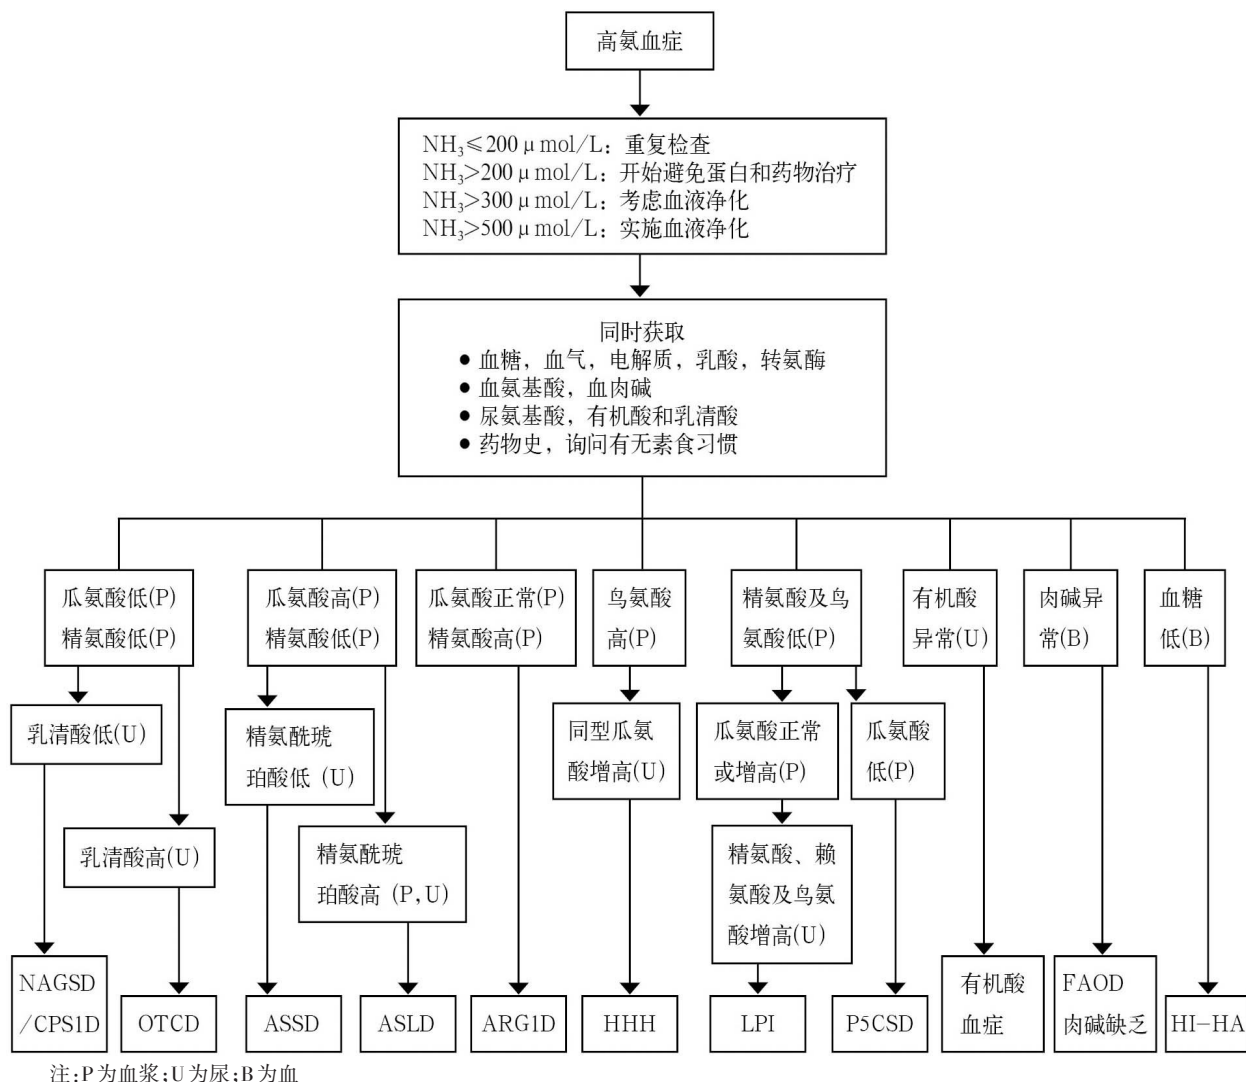 高氨血症
NH₃≤200μmol/L：重复检查
NH₃>200μmol/L：开始避免蛋白和药物治疗
NH₃>300μmol/L：考虑血液净化
NH₃>500μmol/L：实施血液净化
同时获取
● 血糖，血气，电解质，乳酸，转氨酶
● 血氨基酸，血肉碱
● 尿氨基酸，有机酸和乳清酸
● 药物史，询问有无素食习惯
瓜氨酸低(P)
精氨酸低(P)
瓜氨酸高(P)
精氨酸低(P)
瓜氨酸正常(P)
精氨酸高(P)
鸟氨酸
高(P)
精氨酸及鸟
氨酸低(P)
有机酸
异常(U)
肉碱异
常(B)
血糖
低(B)
乳清酸低(U)
精氨酰琥
珀酸低 (U)
同型瓜氨
酸增高(U)
瓜氨酸正常
或增高(P)
瓜氨酸
低(P)
乳清酸高(U)
精氨酰琥
珀酸高 (P,U)
精氨酸、赖
氨酸及鸟氨
酸增高(U)
NAGSD
/CPS1D
OTCD
ASSD
ASLD
ARG1D
HHH
LPI
P5CSD
有机酸
血症
FAOD
肉碱缺乏
HI-HA
注:P为血浆;U为尿;B为血